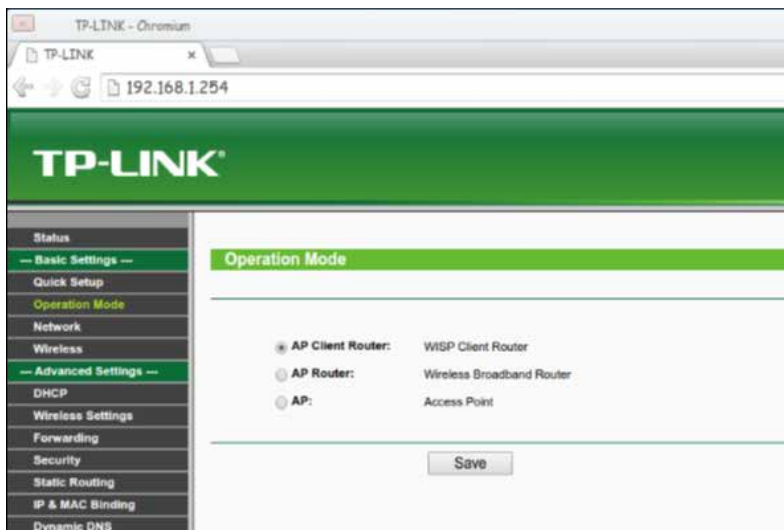 TP-LINK - Chromium
TP-LINK
192.168.1.254
TP-LINK®
Status
--- Basic Settings ---
Quick Setup
Operation Mode
Network
Wireless
--- Advanced Settings ---
DHCP
Wireless Settings
Forwarding
Security
Static Routing
IP & MAC Binding
Dynamic DNS
Operation Mode
AP Client Router: WISP Client Router
AP Router: Wireless Broadband Router
AP: Access Point
Save